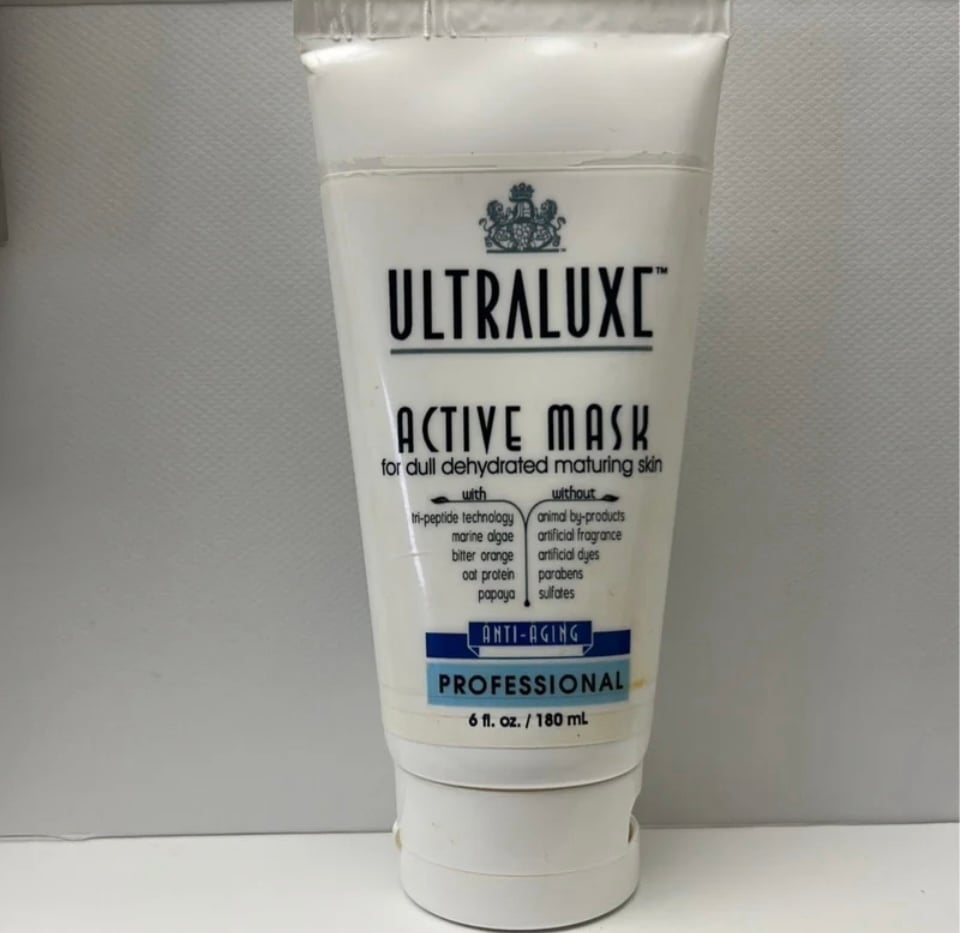 ULTRALUXE™
ACTIVE MASK
for dull dehydrated maturing skin
with without
tri-peptide technology animal by-products
marine algae artificial fragrance
bitter orange artificial dyes
oat protein parabens
papaya sulfates
ANTI-AGING
PROFESSIONAL
6 fl. oz. / 180 mL